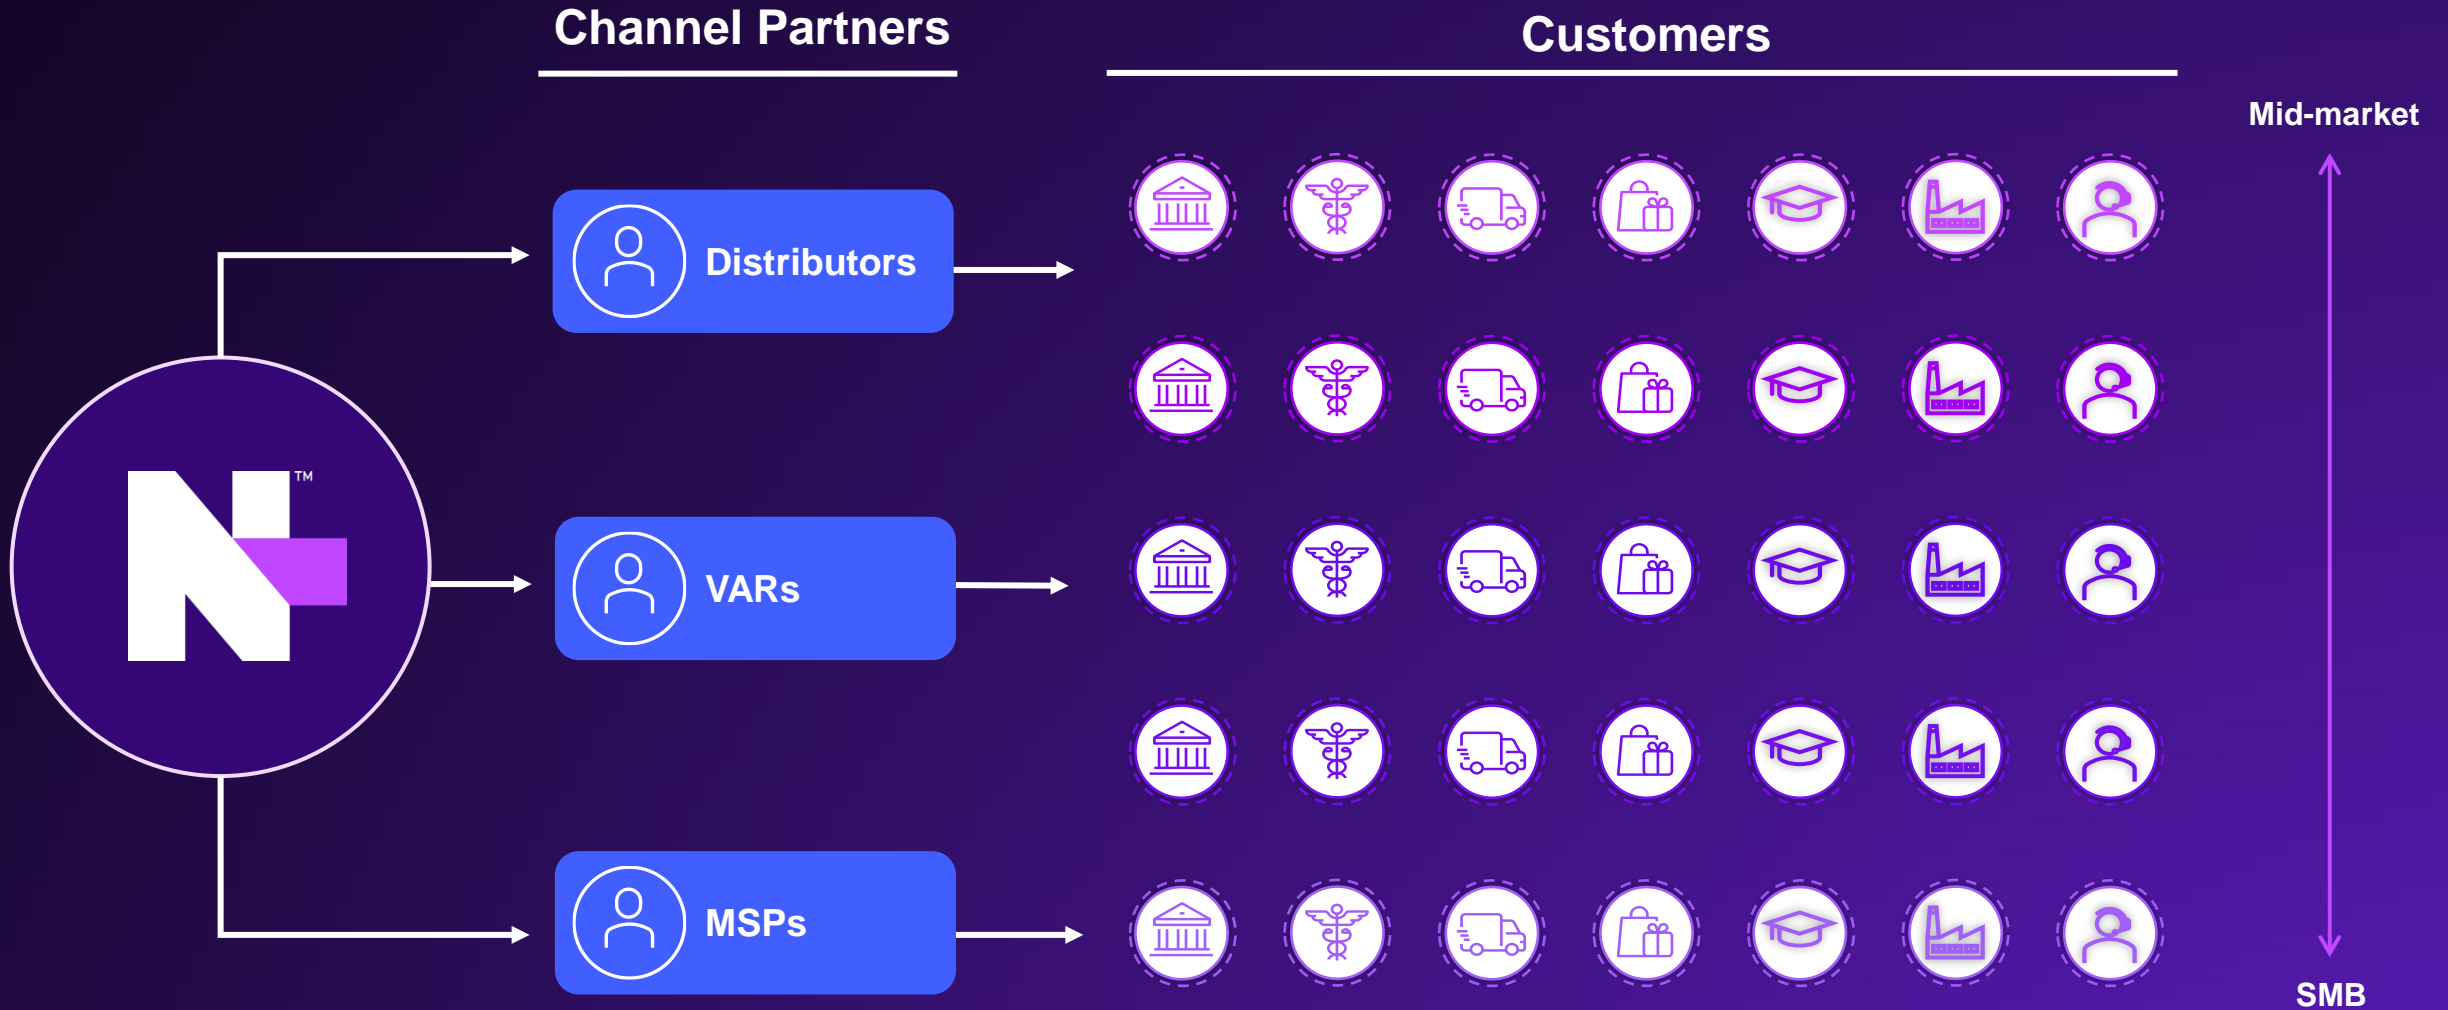 Channel Partners
Customers
Mid-market
Distributors
N
TM
VARs
MSPs
SMB